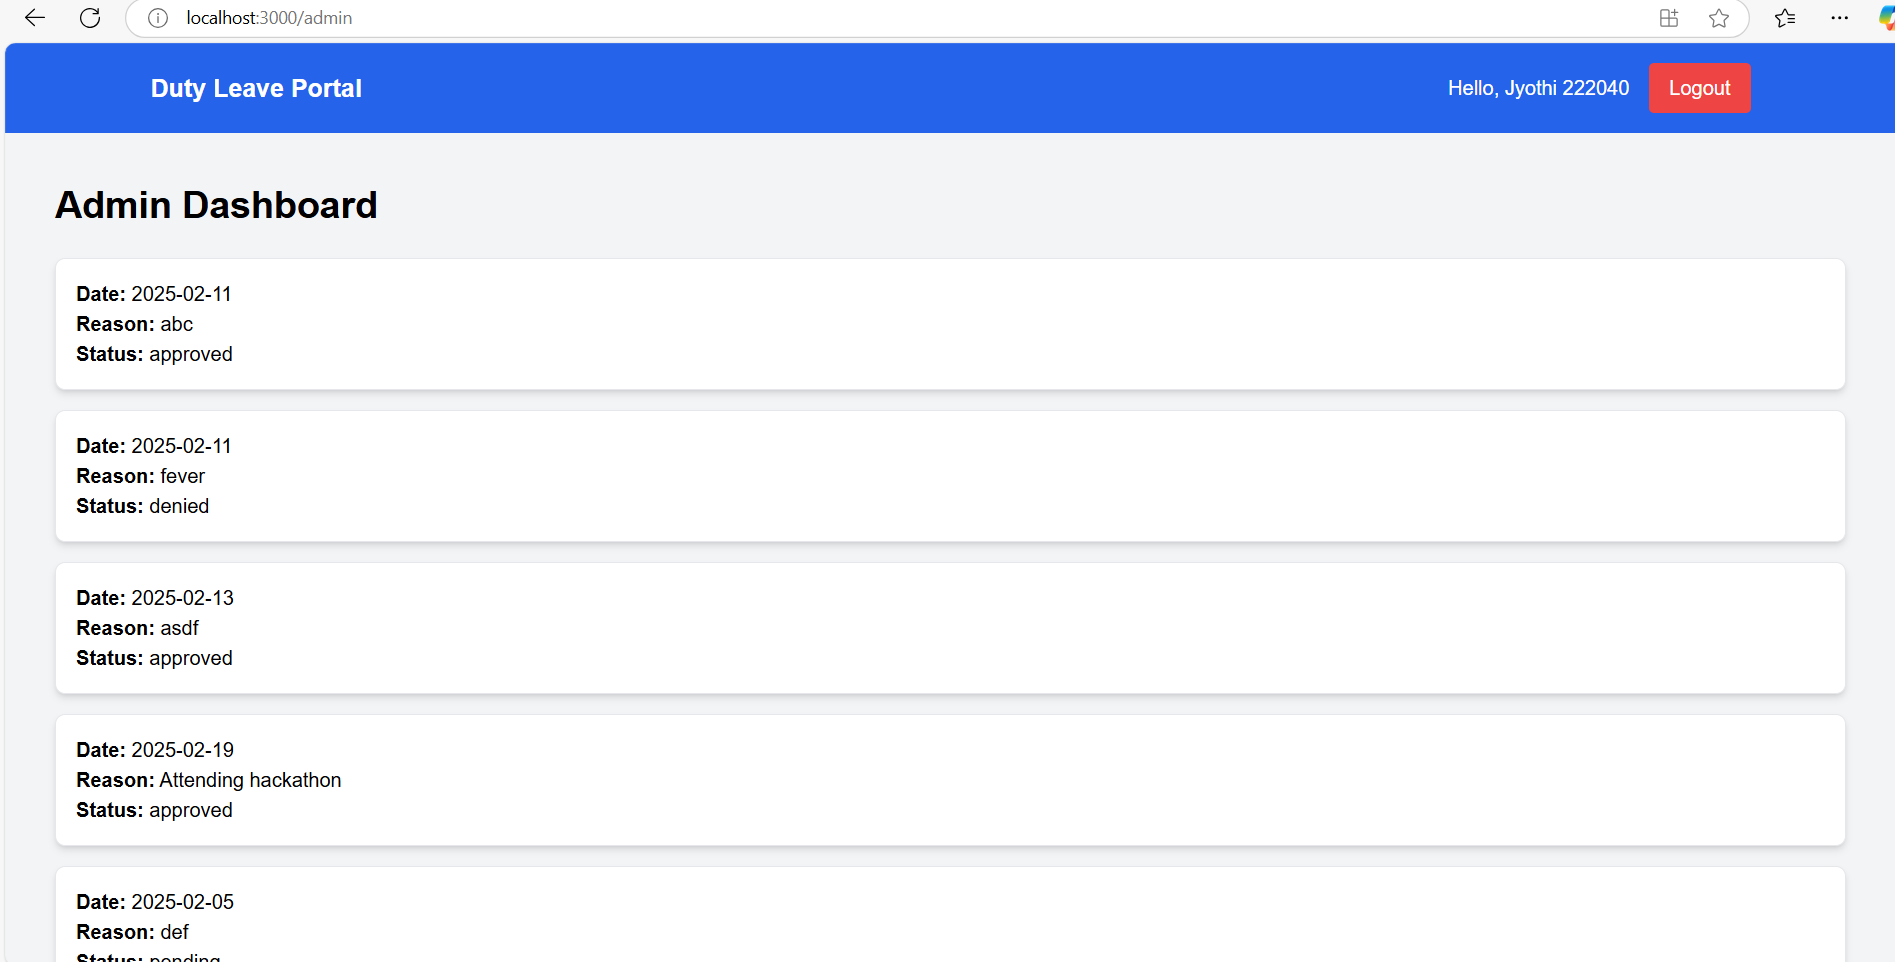 localhost:3000/admin
Duty Leave Portal
Hello, Jyothi 222040
Logout
Admin Dashboard
Date: 2025-02-11
Reason: abc
Status: approved
Date: 2025-02-11
Reason: fever
Status: denied
Date: 2025-02-13
Reason: asdf
Status: approved
Date: 2025-02-19
Reason: Attending hackathon
Status: approved
Date: 2025-02-05
Reason: def
Status: pending